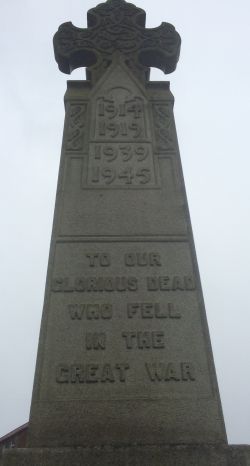 1914
1919
1939
1945
TO OUR
GLORIOUS DEAD
WHO FELL
IN THE
GREAT WAR